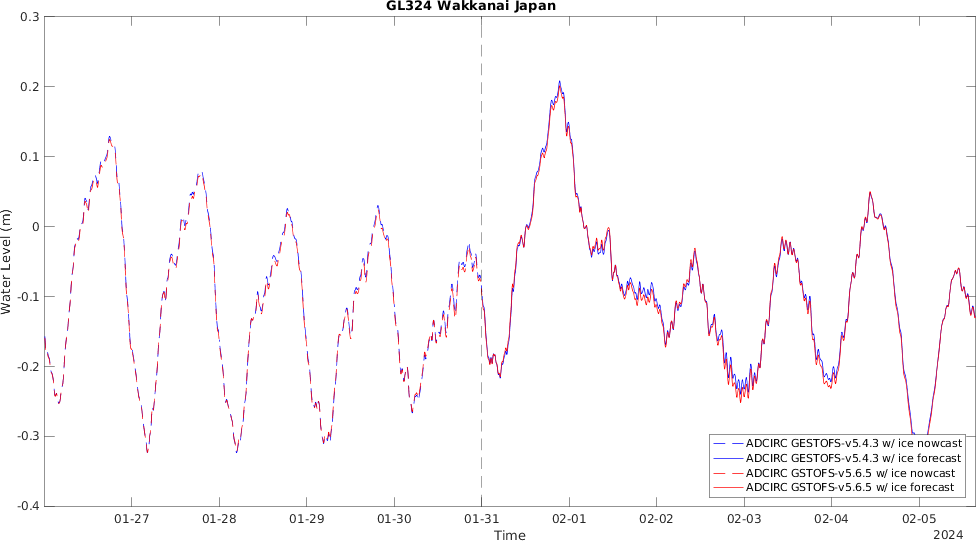 GL324 Wakkanai Japan
0.3
0.2
0.1
0
-0.1
-0.2
-0.3
-0.4
Water Level (m)
ADCIRC GESTOFS-v5.4.3 w/ ice nowcast
ADCIRC GESTOFS-v5.4.3 w/ ice forecast
ADCIRC GSTOFS-v5.6.5 w/ ice nowcast
ADCIRC GSTOFS-v5.6.5 w/ ice forecast
01-27 01-28 01-29 01-30 01-31 02-01 02-02 02-03 02-04 02-05
Time 2024